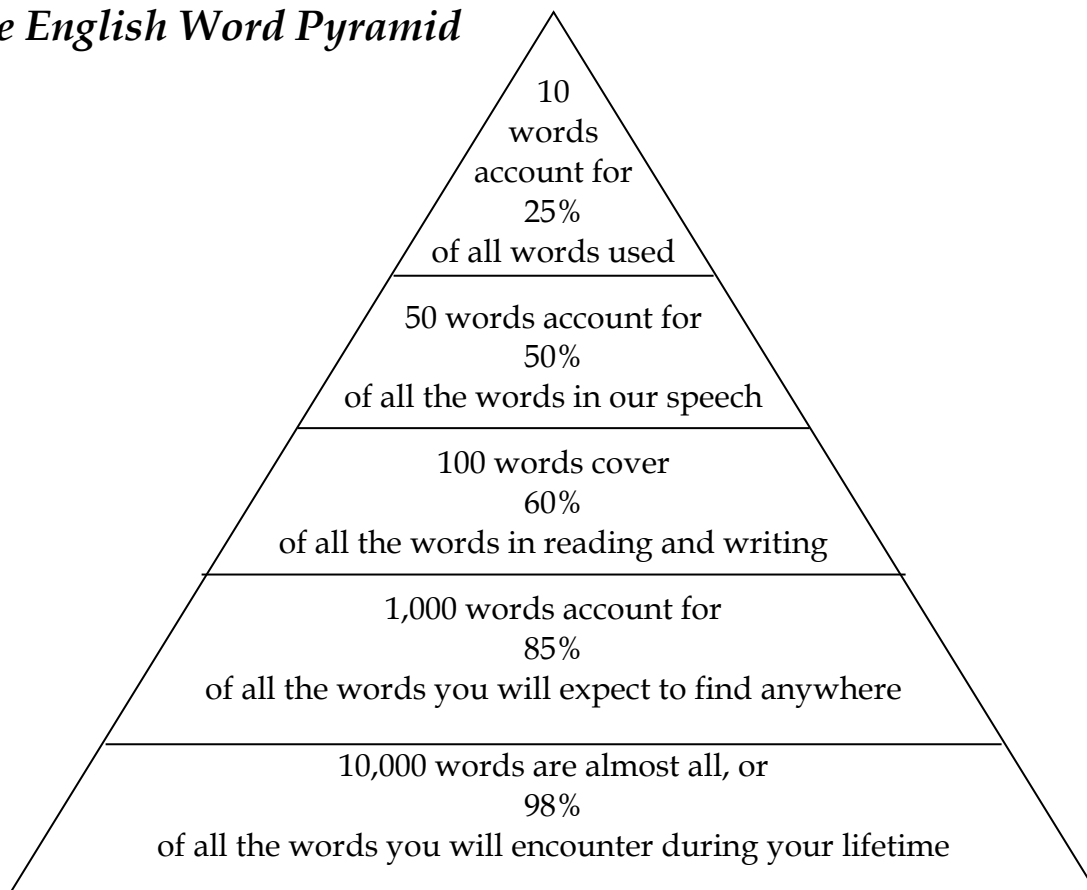 e English Word Pyramid
10
words
account for
25%
of all words used
50 words account for
50%
of all the words in our speech
100 words cover
60%
of all the words in reading and writing
1,000 words account for
85%
of all the words you will expect to find anywhere
10,000 words are almost all, or
98%
of all the words you will encounter during your lifetime